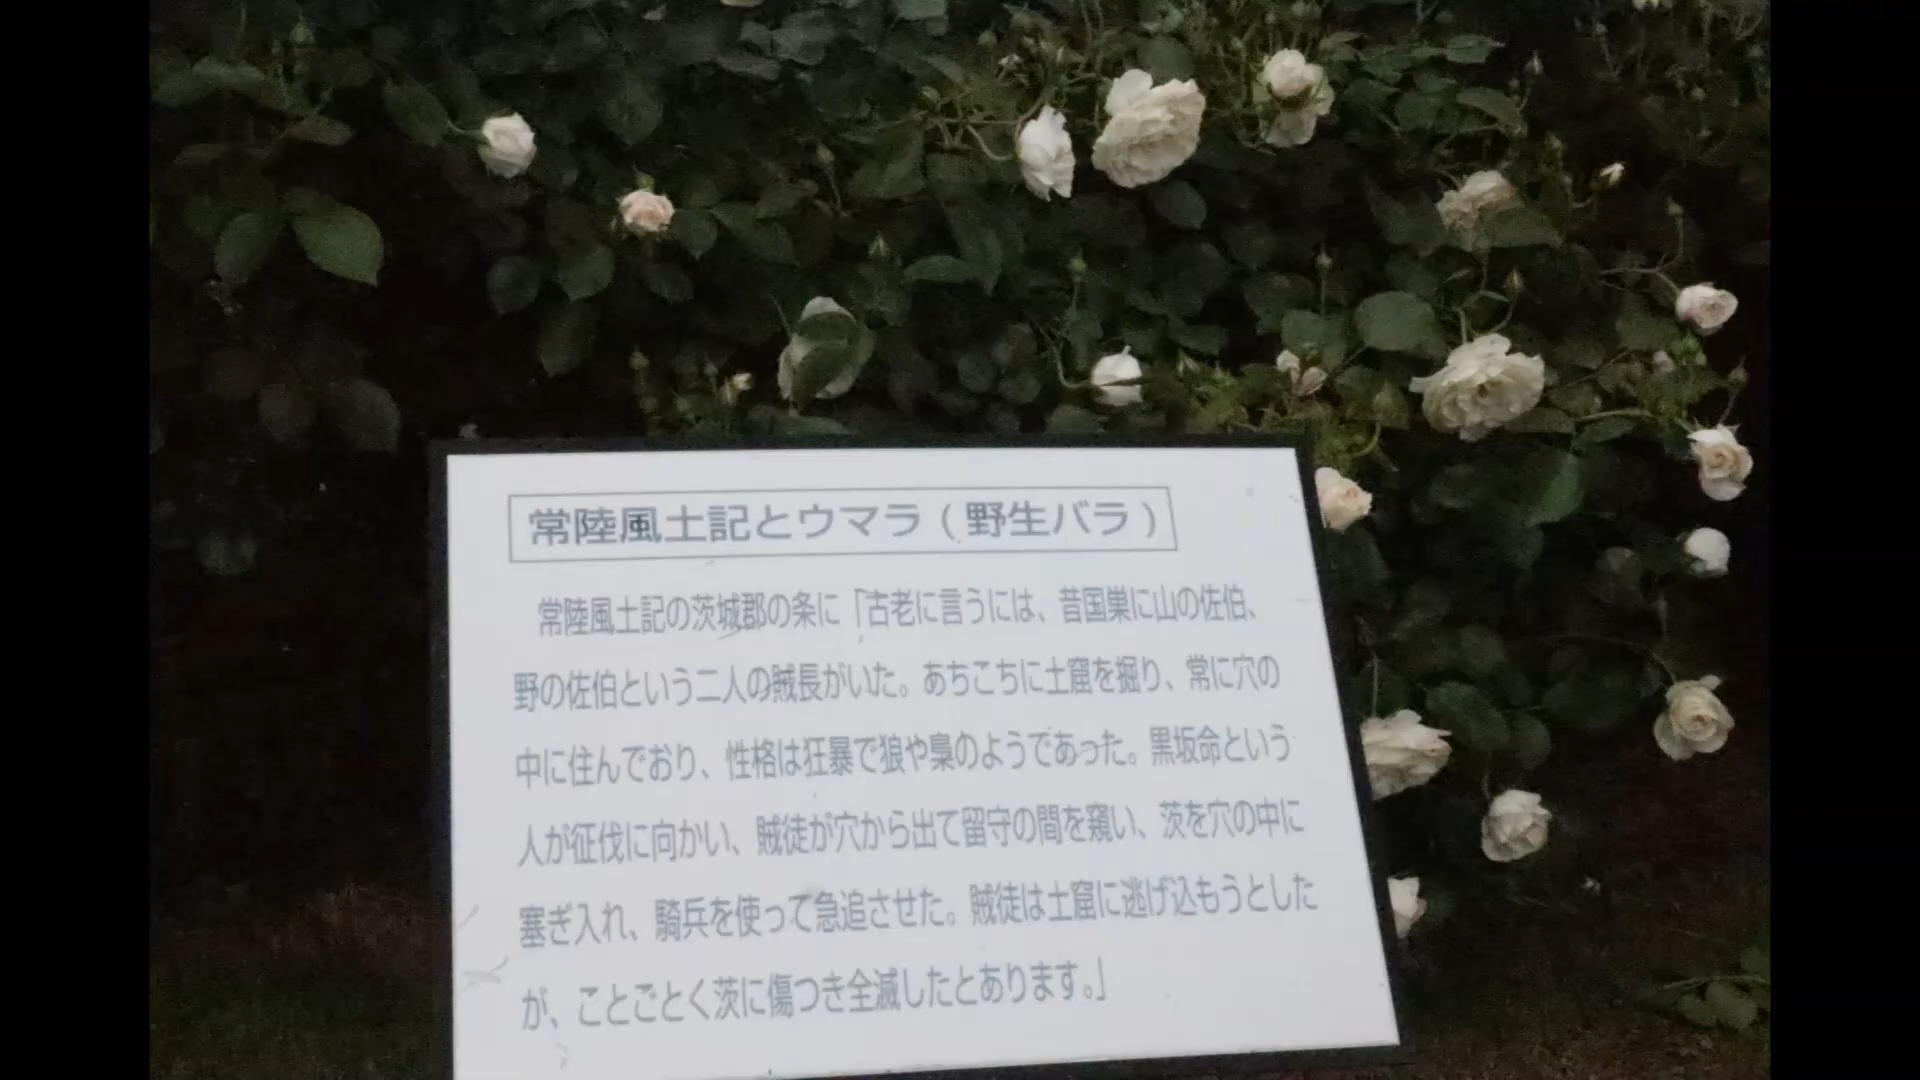 常陸風土記とウマラ(野生バラ)
常陸風土記の茨城郡の条に「古老に言うには、昔国巣に山の佐伯、
野の佐伯という二人の賊長がいた。あちこちに土窟を掘り、常に穴の
中に住んでおり、性格は狂暴で狼や梟のようであった。黒坂命という
人が征伐に向かい、賊徒が穴から出て留守の間を窺い、茨を穴の中に
塞ぎ入れ、騎兵を使って急追させた。賊徒は土窟に逃げ込もうとした
が、ことごとく茨に傷つき全滅したとあります。」